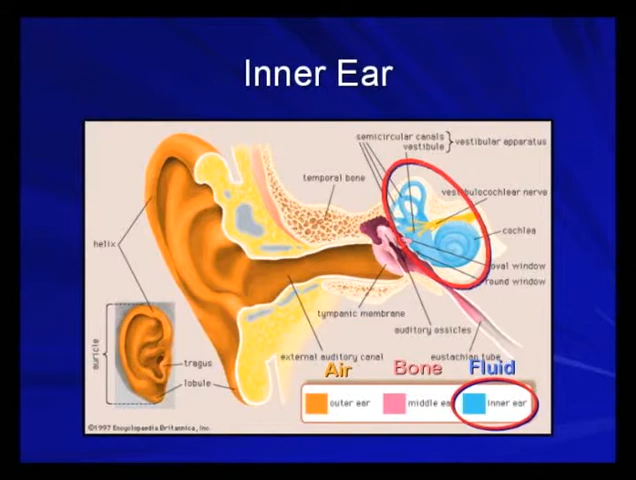 Inner Ear
semicircular canals
vestibule
vestibular apparatus
temporal bone
vestibulocochlear nerve
helix
cochlea
oval window
round window
tympanic membrane
auditory ossicles
auricle
tragus
external auditory canal
eustachian tube
lobule
Air
Bone
Fluid
outer ear
middle ea
inner ear
©1997 Encyclopaedia Britannica, Inc.